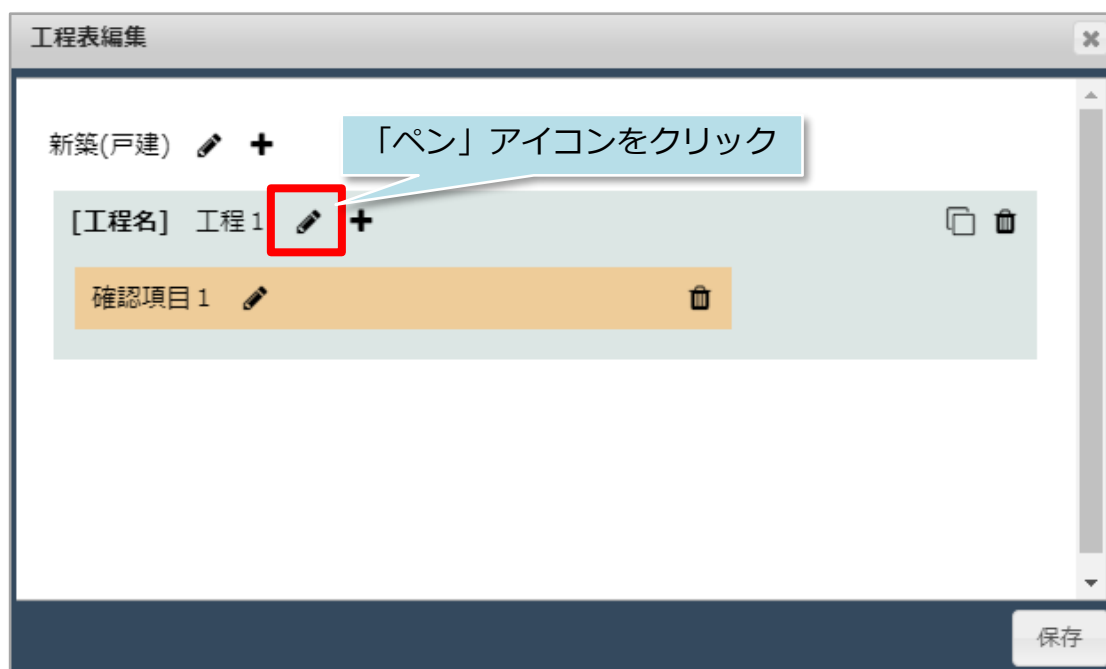 工程表編集
新築(戸建)
「ペン」アイコンをクリック
[工程名] 工程1
確認項目1
保存